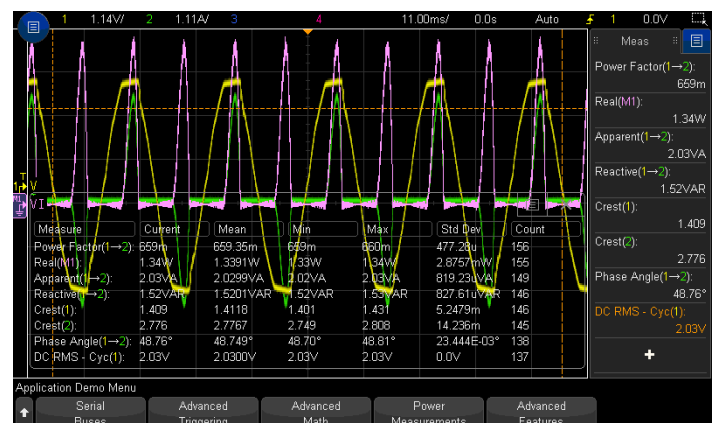 1 1.14V/ 2 1.11A/ 3 4 11.00ms/ 0.0s Auto 1 0.0V
Meas
Power Factor(1→2):
659m
Real(M1):
1.34W
Apparent(1→2):
2.03VA
Reactive(1→2):
1.52VAR
Crest(1):
1.409
Crest(2):
2.776
Phase Angle(1→2):
48.76°
DC RMS - Cyc(1):
2.03V
T
1 V
M1 VI
Measure Current Mean Min Max Std Dev Count
Power Factor(1→2): 659m 659.35m 659m 660m 477.28u 156
Real(M1): 1.34W 1.3391W 1.33W 1.34W 2.8757mW 155
Apparent(1→2): 2.03VA 2.0299VA 2.02VA 2.03VA 819.23uVA 149
Reactive(1→2): 1.52VAR 1.5201VAR 1.52VAR 1.53VAR 827.61uVAR 146
Crest(1): 1.409 1.4118 1.401 1.431 5.2479m 146
Crest(2): 2.776 2.7767 2.749 2.808 14.236m 145
Phase Angle(1→2): 48.76° 48.749° 48.70° 48.81° 23.444E-03° 138
DC RMS - Cyc(1): 2.03V 2.0300V 2.03V 2.03V 0.0V 137
Application Demo Menu
Serial Buses
Advanced Triggering
Advanced Math
Power Measurements
Advanced Features